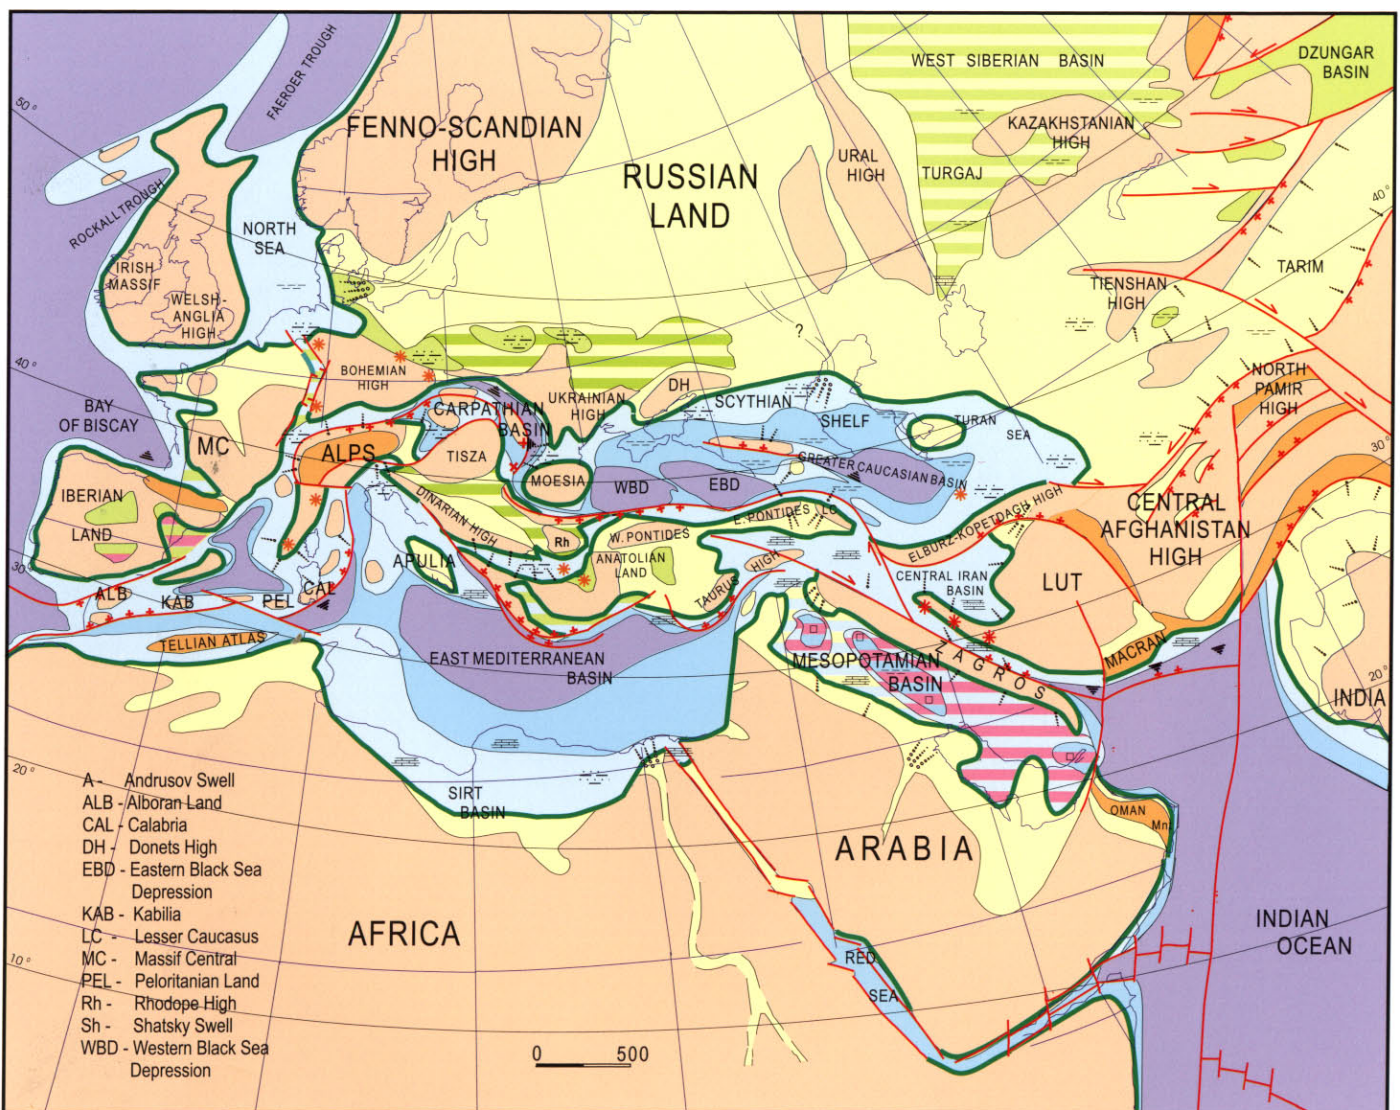 FAEROER TROUGH
50°
FENNO-SCANDIAN
HIGH
RUSSIAN
LAND
WEST SIBERIAN BASIN
DZUNGAR
BASIN
KAZAKHSTANIAN
HIGH
URAL
HIGH
TURGAJ
40°
ROCKALL TROUGH
NORTH
SEA
IRISH
MASSIF
WELSH-
ANGLIA
HIGH
TIENSHAN
HIGH
TARIM
?
40°
BOHEMIAN
HIGH
BAY
OF BISCAY
MC
ALPS
CARPATHIAN
BASIN
TISZA
UKRAINIAN
HIGH
DH
SCYTHIAN
SHELF
TURAN
SEA
NORTH
PAMIR
HIGH
30°
MOESIA
WBD
EBD
GREATER CAUCASIAN BASIN
IBERIAN
LAND
DINARIAN HIGH
Rh
W. PONTIDES
E. PONTIDES
LC
ELBURZ-KOPETDAGH HIGH
CENTRAL
AFGHANISTAN
HIGH
30°
ALB
KAB
PEL
CAL
APULIA
ANATOLIAN
LAND
TAURUS
HIGH
CENTRAL IRAN
BASIN
LUT
TELLIAN ATLAS
EAST MEDITERRANEAN
BASIN
MESOPOTAMIAN
BASIN
ZAGROS
MACRAN
20°
INDIA
20°
SIRT
BASIN
OMAN
Mn
ARABIA
AFRICA
RED
SEA
INDIAN
OCEAN
10°
A - Andrusov Swell
ALB - Alboran Land
CAL - Calabria
DH - Donets High
EBD - Eastern Black Sea
Depression
KAB - Kabilia
LC - Lesser Caucasus
MC - Massif Central
PEL - Peloritanian Land
Rh - Rhodope High
Sh - Shatsky Swell
WBD - Western Black Sea
Depression
0 500